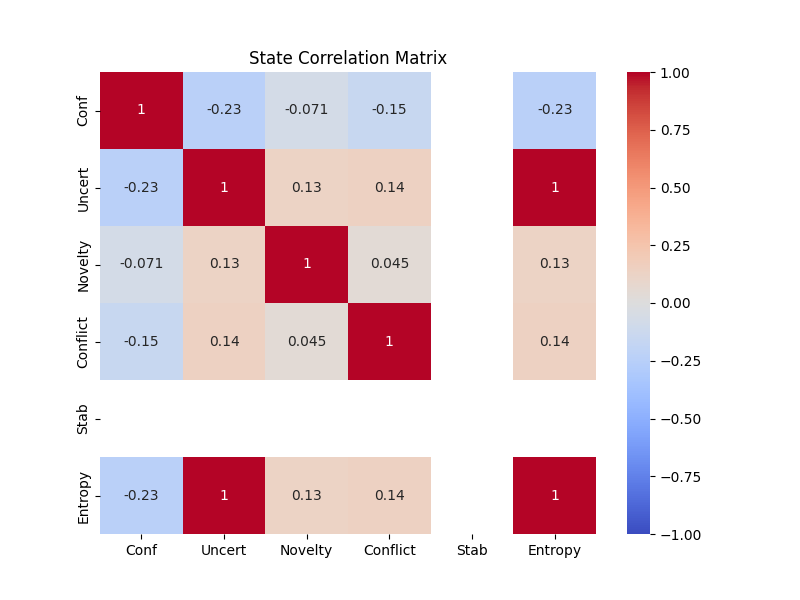 State Correlation Matrix
Conf 1 -0.23 -0.071 -0.15 -0.23
Uncert -0.23 1 0.13 0.14 1
Novelty -0.071 0.13 1 0.045 0.13
Conflict -0.15 0.14 0.045 1 0.14
Stab
Entropy -0.23 1 0.13 0.14 1
Conf Uncert Novelty Conflict Stab Entropy
1.00
0.75
0.50
0.25
0.00
−0.25
−0.50
−0.75
−1.00